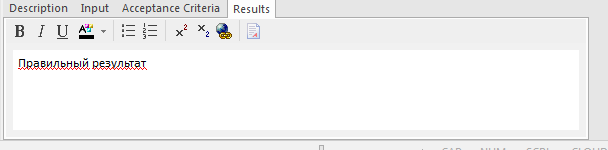 Description Input Acceptance Criteria Results
B I U A
Правильный результат